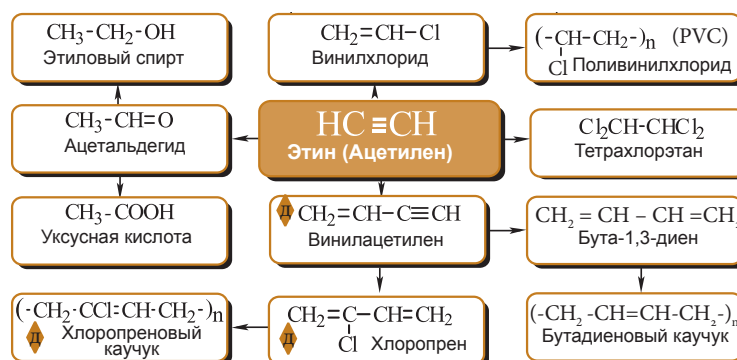 CH₃-CH₂-OH
Этиловый спирт
CH₂=CH-Cl
Винилхлорид
(-CH-CH₂-)n (PVC)
Cl Поливинилхлорид
CH₃-CH=O
Ацетальдегид
HC≡CH
Этин (Ацетилен)
Cl₂CH-CHCl₂
Тетрахлорэтан
CH₃-COOH
Уксусная кислота
Д CH₂=CH-C≡CH
Винилацетилен
CH₂ = CH – CH =CH₂
Бута-1,3-диен
(-CH₂-CCl=CH-CH₂-)n
Д Хлоропреновый
каучук
CH₂=C-CH=CH₂
Д Cl Хлоропрен
(-CH₂-CH=CH-CH₂-)n
Бутадиеновый каучук